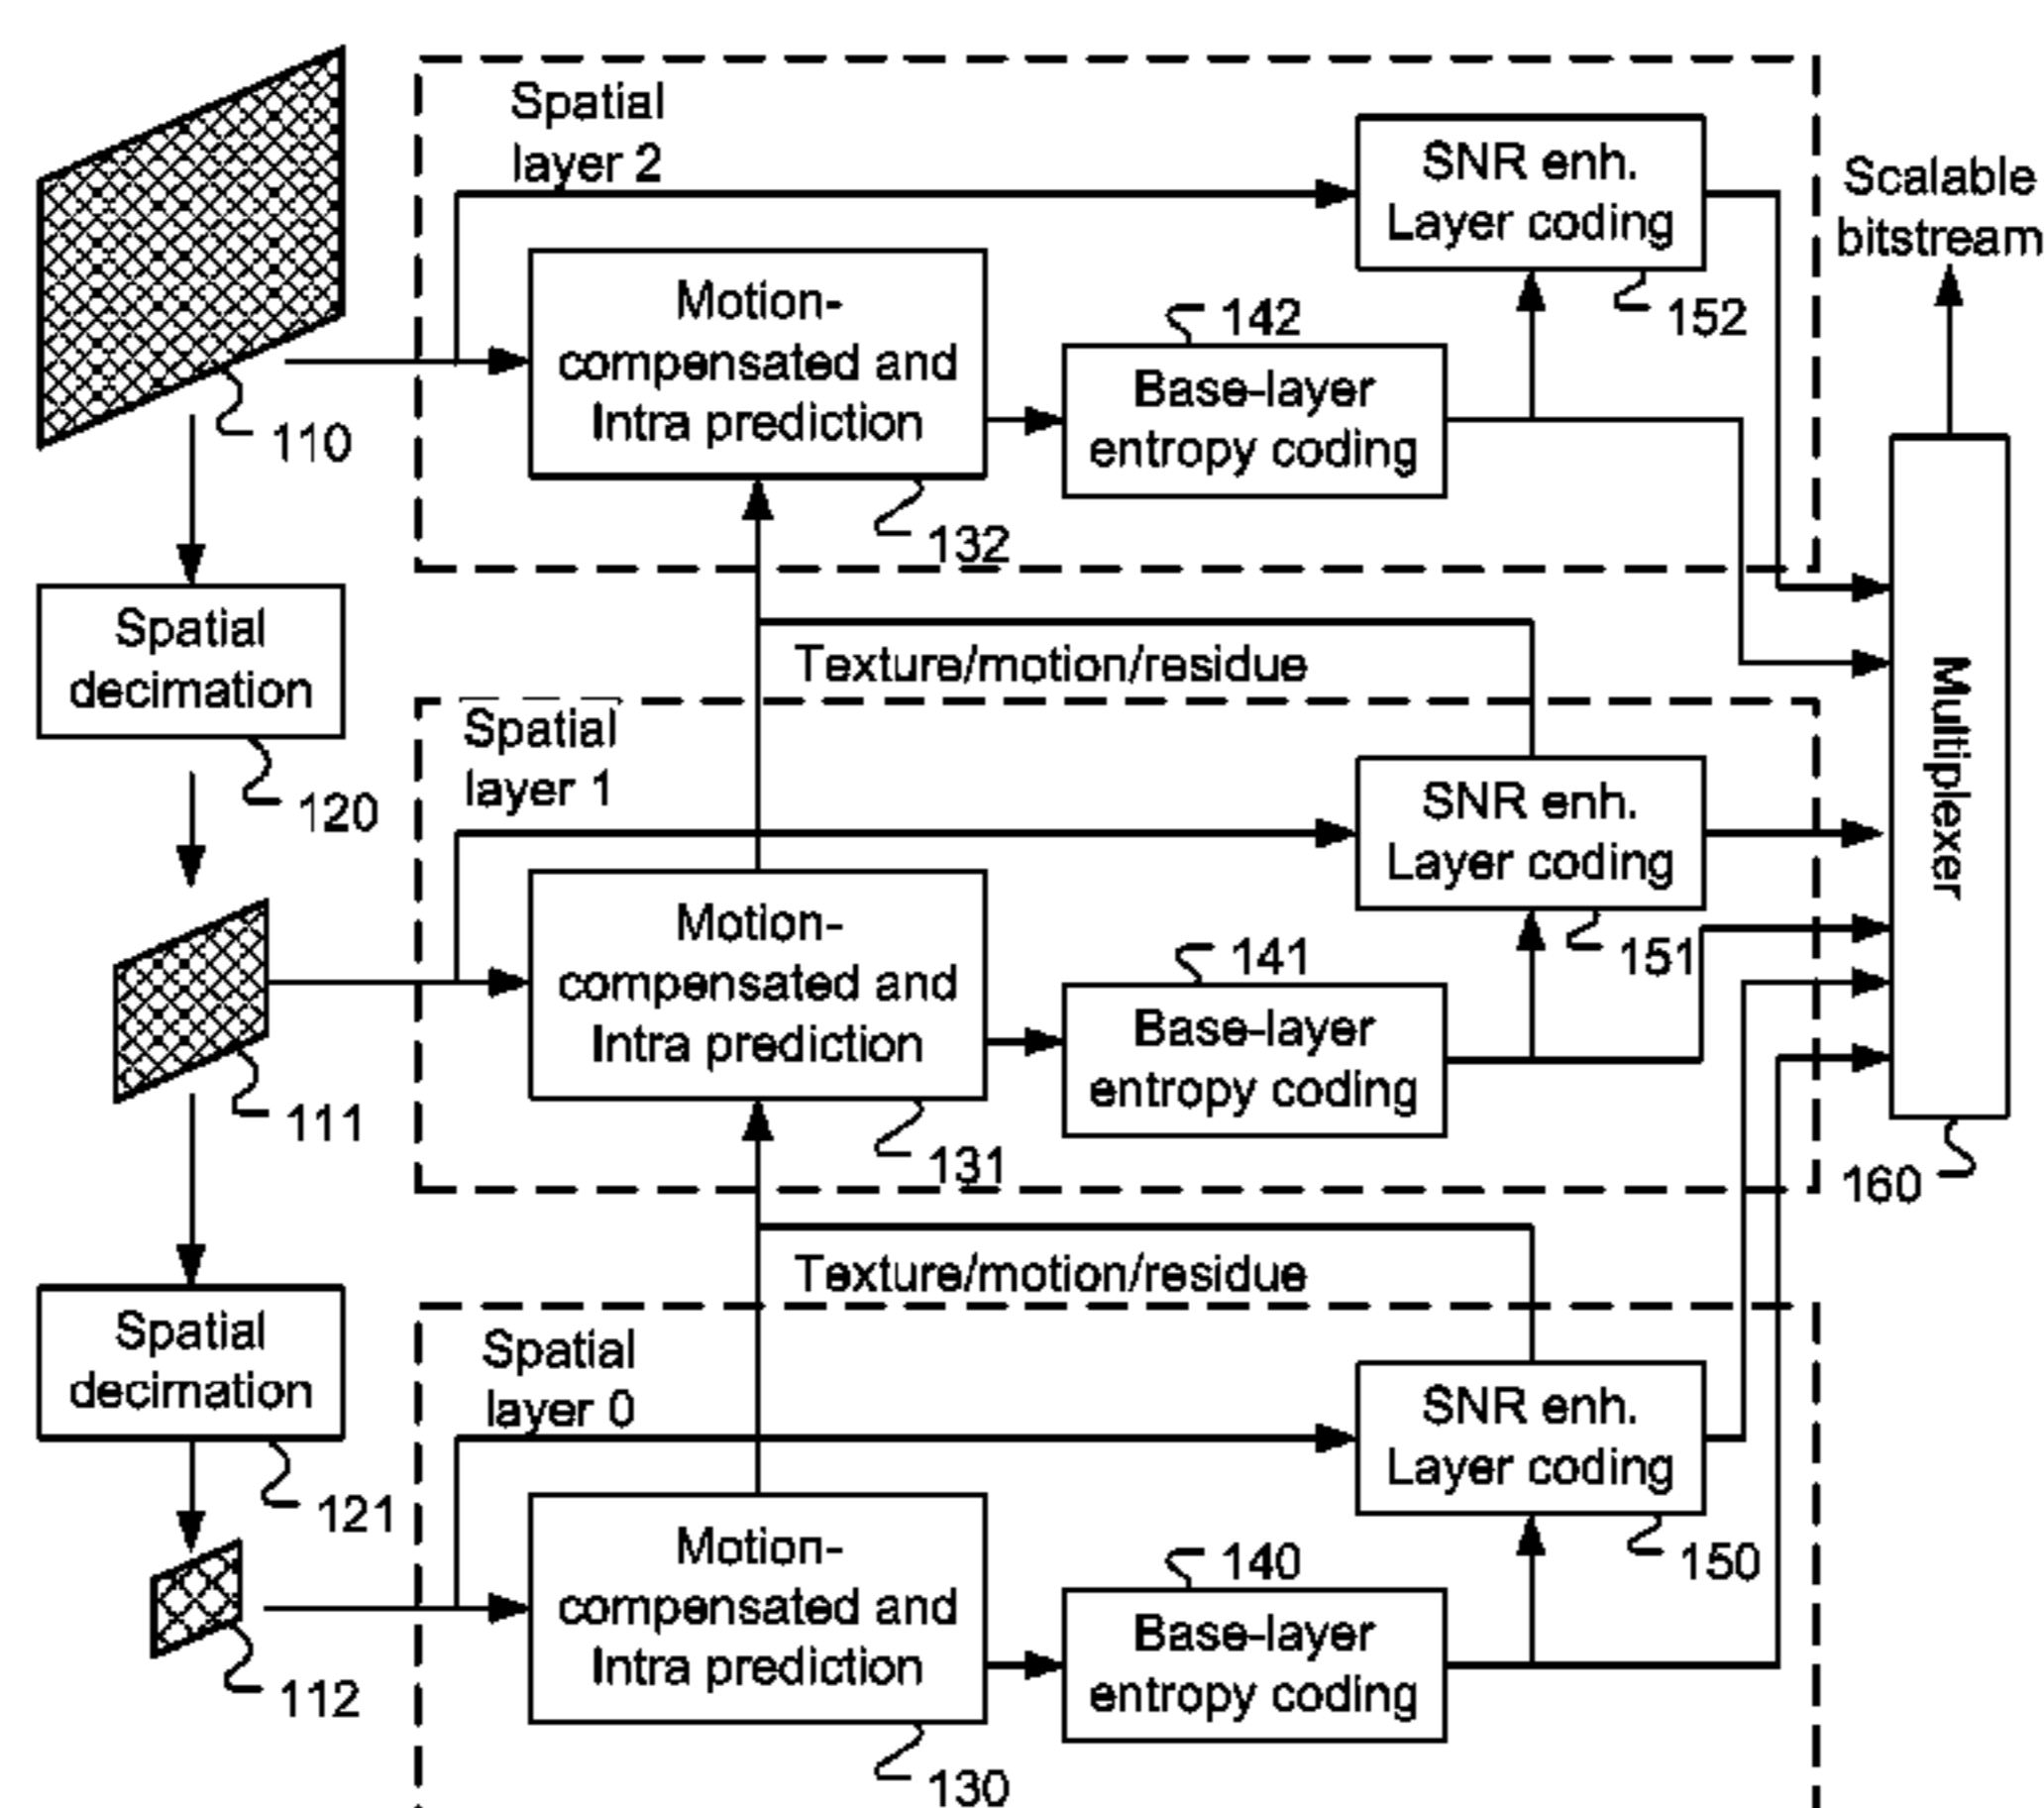 Spatial
layer 2
SNR enh.
Layer coding
Scalable
bitstream
Motion-
compensated and
Intra prediction
142
152
Base-layer
entropy coding
110
132
Spatial
decimation
120
Texture/motion/residue
Multiplexer
Spatial
layer 1
SNR enh.
Layer coding
Motion-
compensated and
Intra prediction
141
151
Base-layer
entropy coding
111
131
160
Texture/motion/residue
Spatial
decimation
121
Spatial
layer 0
SNR enh.
Layer coding
Motion-
compensated and
Intra prediction
140
150
Base-layer
entropy coding
112
130